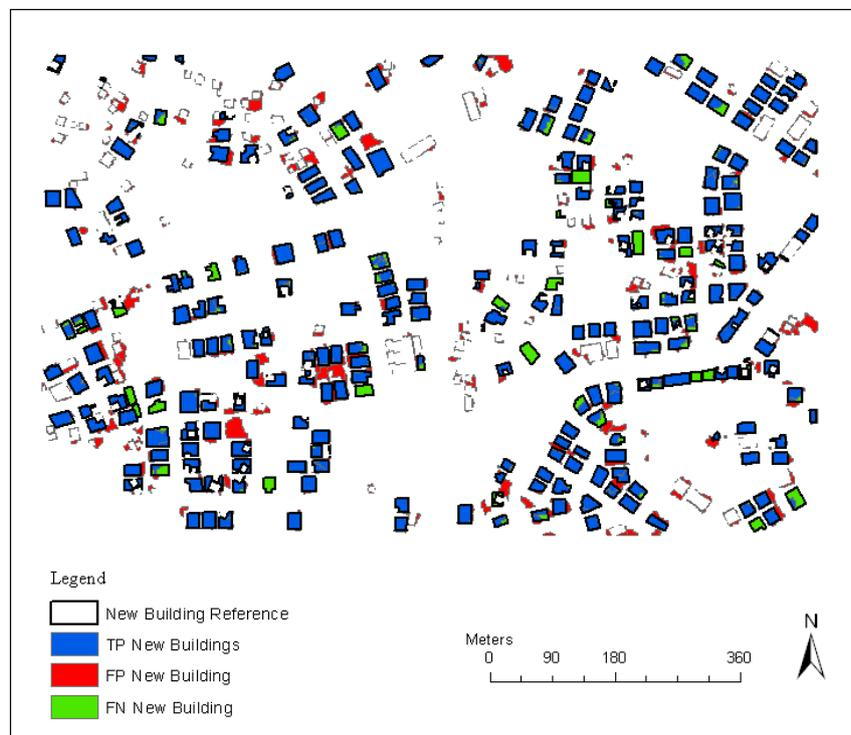 Legend
New Building Reference
TP New Buildings
FP New Building
FN New Building
Meters
0 90 180 360
N